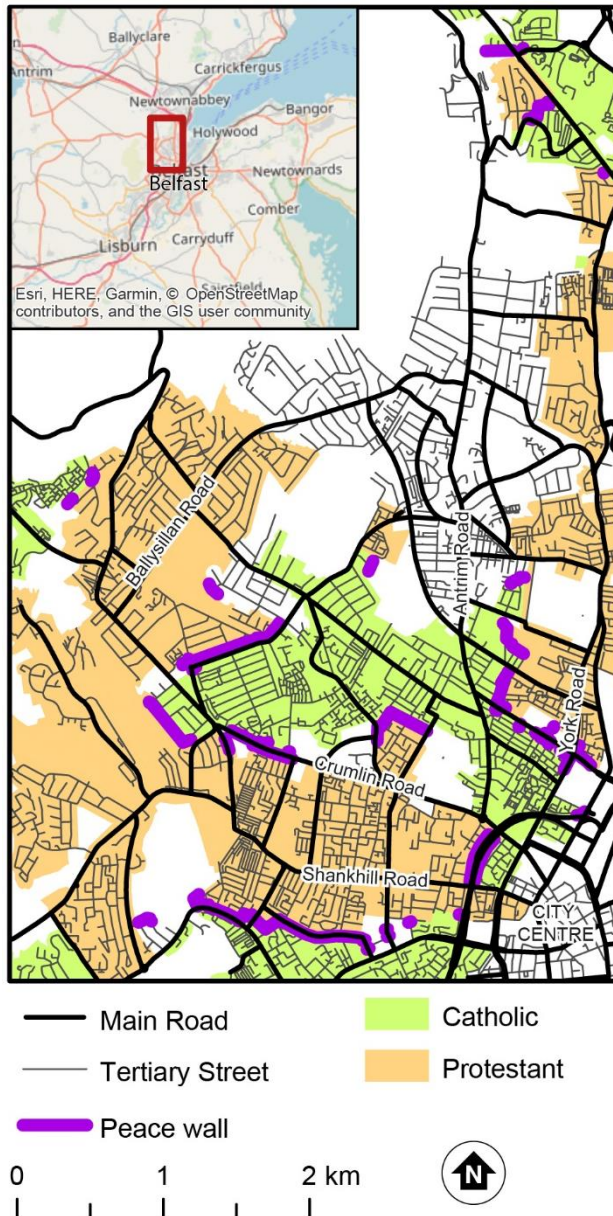 Ballyclare
Antrim
Carrickfergus
Newtownabbey
Bangor
Holywood
Belfast
Newtownards
Comber
Lisburn
Carryduff
Saintfield
Esri, HERE, Garmin, © OpenStreetMap
contributors, and the GIS user community
Ballysillan Road
Antrim Road
York Road
Crumlin Road
Shankhill Road
CITY
CENTRE
Main Road
Catholic
Tertiary Street
Protestant
Peace wall
0 1 2 km
N